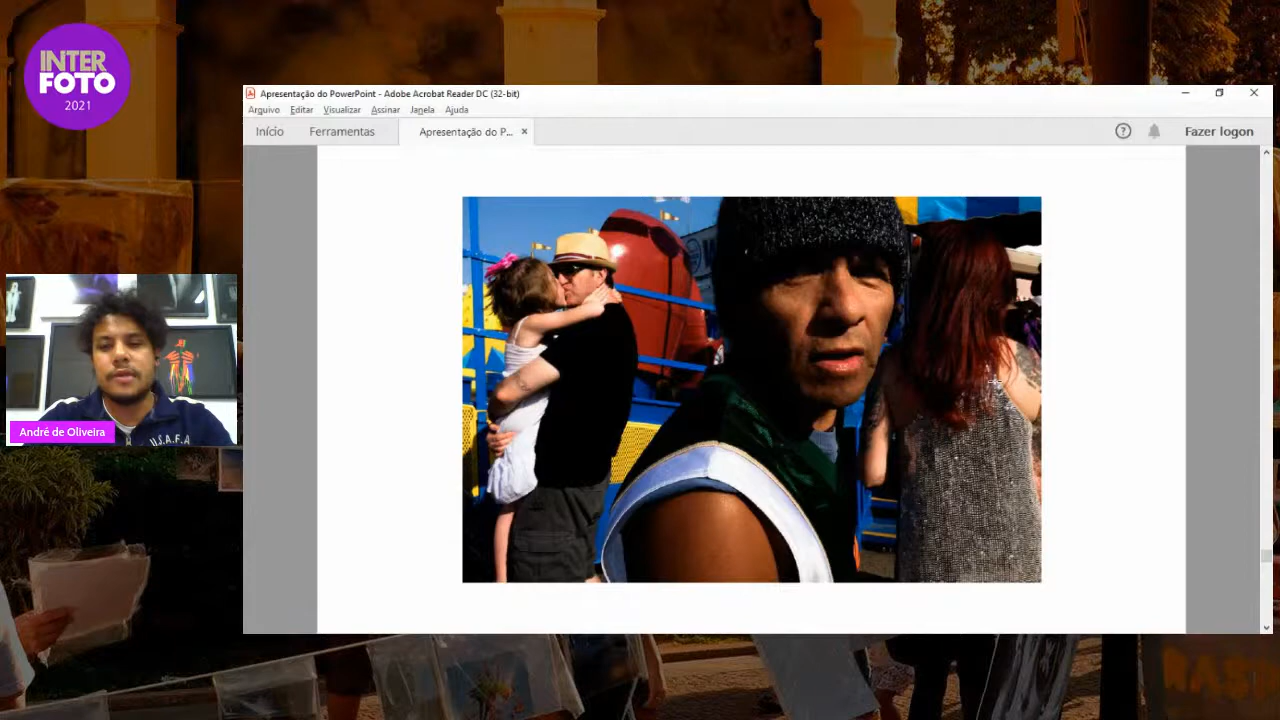 INTER
FOTO
2021
Apresentação do PowerPoint - Adobe Acrobat Reader DC (32-bit)
Arquivo Editar Visualizar Assinar Janela Ajuda
Início Ferramentas Apresentação do P... × ? Fazer logon
André de Oliveira
U.S.A.F.A